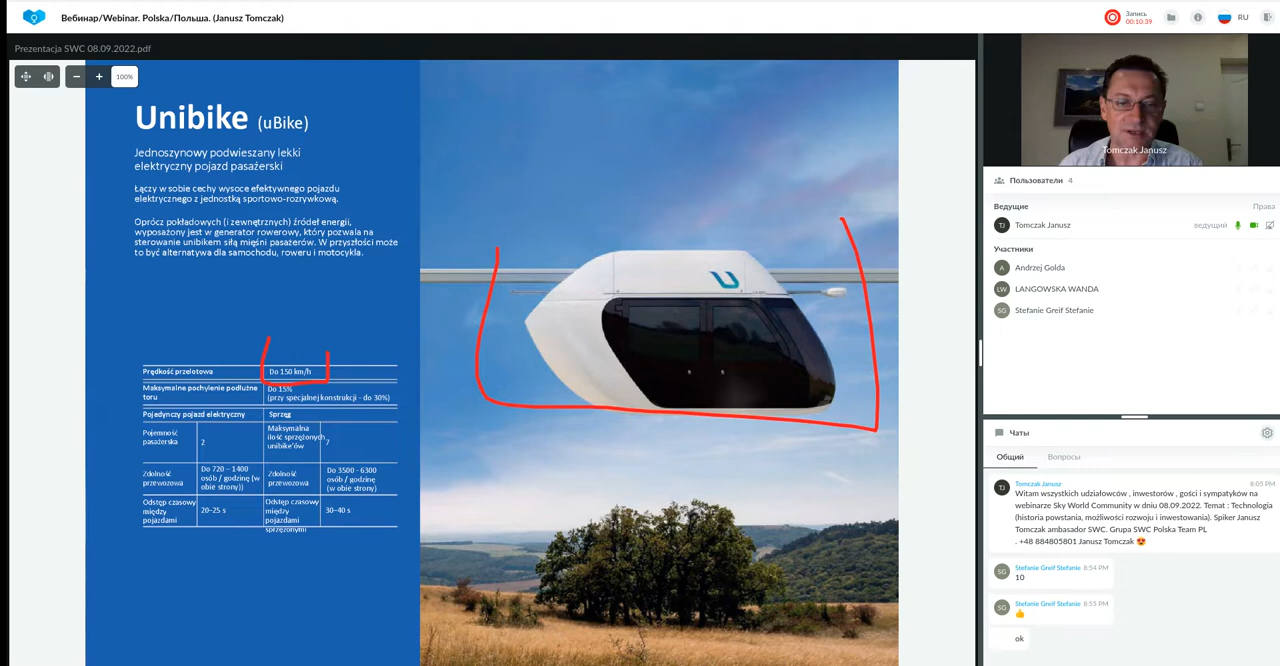 Вебинар/Webinar. Polska/Польша. (Janusz Tomczak)
Запись
00:10:39
RU
Prezentacja SWC 08.09.2022.pdf
100%
Unibike (uBike)
Jednoszynowy podwieszany lekki
elektryczny pojazd pasażerski
Łączy w sobie cechy wysoce efektywnego pojazdu
elektrycznego z jednostką sportowo-rozrywkową.
Oprócz pokładowych (i zewnętrznych) źródeł energii,
wyposażony jest w generator rowerowy, który pozwala na
sterowanie unibikem siłą mięśni pasażerów. W przyszłości może
to być alternatywa dla samochodu, roweru i motocykla.
Prędkość przelotowa
Do 150 km/h
Maksymalne pochylenie podłużne
toru
Do 15%
(przy specjalnej konstrukcji - do 30%)
Pojedynczy pojazd elektryczny
Sprzęg
Pojemność
pasażerska
2
Maksymalna
ilość sprzężonych
unibike'ów
7
Zdolność
przewozowa
Do 720 – 1400
osób / godzinę (w
obie strony))
Zdolność
przewozowa
Do 3500 - 6300
osób / godzinę
(w obie strony)
Odstęp czasowy
między
pojazdami
20–25 s
Odstęp czasowy
między
pojazdami
sprzężonymi
30–40 s
Tomczak Janusz
Пользователи 4
Ведущие
Права
TJ
Tomczak Janusz
ведущий
Участники
A
Andrzej Golda
LW
LANGOWSKA WANDA
SG
Stefanie Greif Stefanie
Чаты
Общий
Вопросы
TJ
Tomczak Janusz
8:05 PM
Witam wszystkich udziałowców , inwestorów , gości i sympatyków na
webinarze Sky World Community w dniu 08.09.2022. Temat : Technologia
(historia powstania, możliwości rozwoju i inwestowania). Spiker Janusz
Tomczak ambasador SWC. Grupa SWC Polska Team PL
. +48 884805801 Janusz Tomczak 😍
SG
Stefanie Greif Stefanie 8:54 PM
10
SG
Stefanie Greif Stefanie 8:55 PM
👍
ok